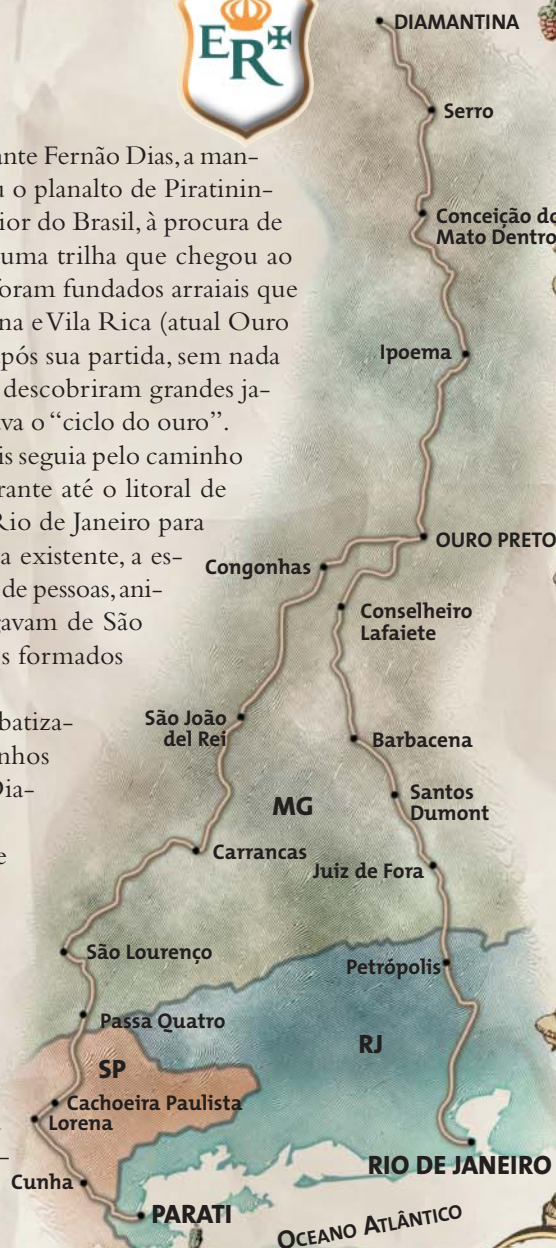 ER
ante Fernão Dias, a man-
u o planalto de Piratinin-
ior do Brasil, à procura de
uma trilha que chegou ao
foram fundados arraiais que
na e Vila Rica (atual Ouro
pós sua partida, sem nada
descobriram grandes ja-
va o “ciclo do ouro”.
is seguia pelo caminho
rante até o litoral de
Rio de Janeiro para
a existente, a es-
de pessoas, ani-
gavam de São
s formados
batiza-
nhos
Dia-
e
DIAMANTINA
Serro
Conceição do
Mato Dentro
Ipoema
OURO PRETO
Congonhas
Conselheiro
Lafaiete
São João
del Rei
Barbacena
MG
Santos
Dumont
Carrancas
Juiz de Fora
São Lourenço
Petrópolis
Passa Quatro
RJ
SP
Cachoeira Paulista
Lorena
RIO DE JANEIRO
Cunha
PARATI
OCEANO ATLÂNTICO